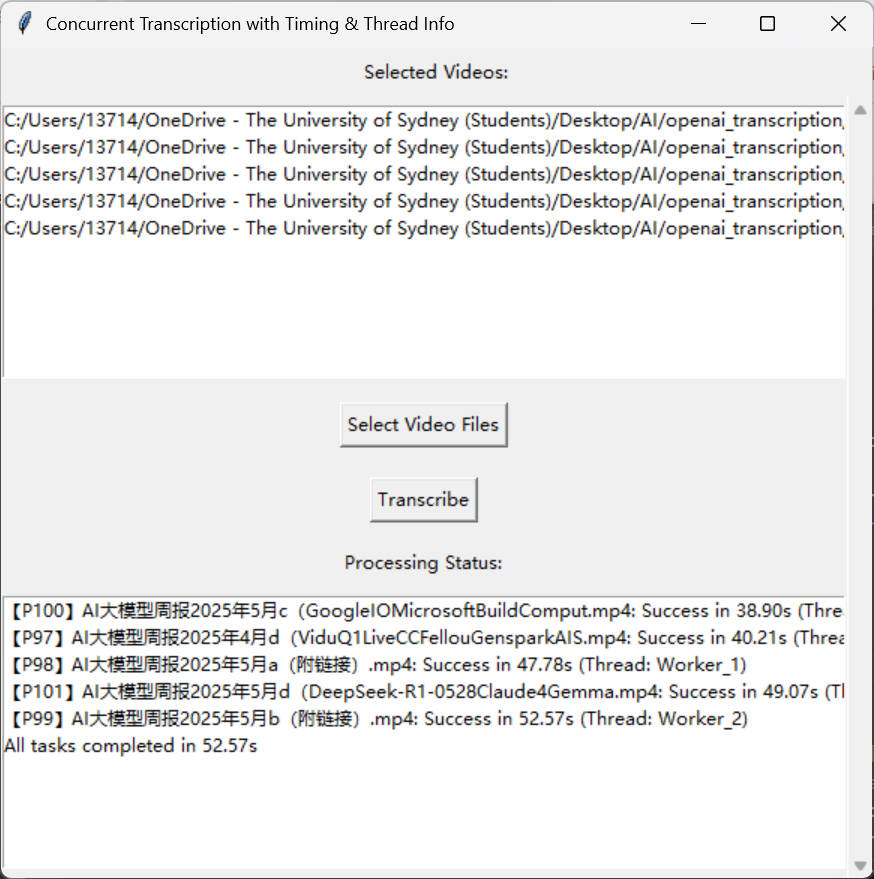 Concurrent Transcription with Timing & Thread Info
Selected Videos:
C:/Users/13714/OneDrive - The University of Sydney (Students)/Desktop/AI/openai_transcription
C:/Users/13714/OneDrive - The University of Sydney (Students)/Desktop/AI/openai_transcription
C:/Users/13714/OneDrive - The University of Sydney (Students)/Desktop/AI/openai_transcription
C:/Users/13714/OneDrive - The University of Sydney (Students)/Desktop/AI/openai_transcription
C:/Users/13714/OneDrive - The University of Sydney (Students)/Desktop/AI/openai_transcription
Select Video Files
Transcribe
Processing Status:
【P100】AI大模型周报2025年5月c（GoogleIOMicrosoftBuildComput.mp4: Success in 38.90s (Thre
【P97】AI大模型周报2025年4月d（ViduQ1LiveCCFellouGensparkAIS.mp4: Success in 40.21s (Threa
【P98】AI大模型周报2025年5月a（附链接）.mp4: Success in 47.78s (Thread: Worker_1)
【P101】AI大模型周报2025年5月d（DeepSeek-R1-0528Claude4Gemma.mp4: Success in 49.07s (Tl
【P99】AI大模型周报2025年5月b（附链接）.mp4: Success in 52.57s (Thread: Worker_2)
All tasks completed in 52.57s